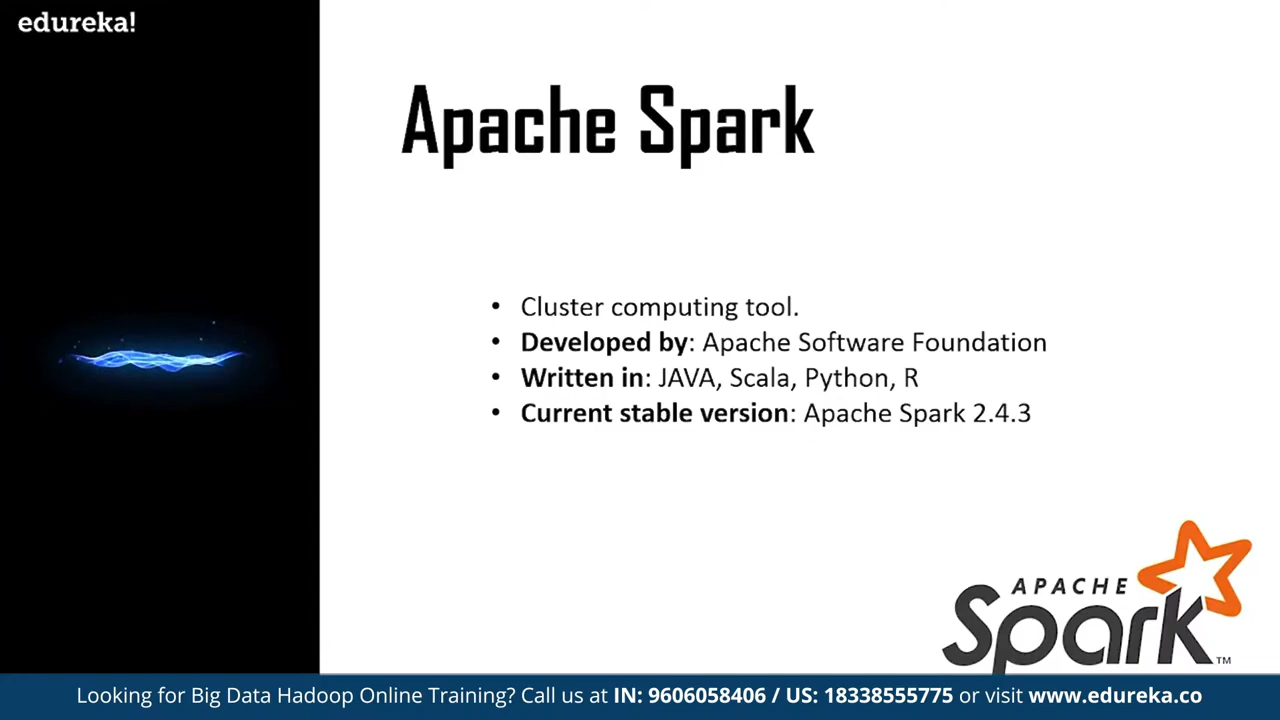 edureka!
Apache Spark
• Cluster computing tool.
• Developed by: Apache Software Foundation
• Written in: JAVA, Scala, Python, R
• Current stable version: Apache Spark 2.4.3
APACHE
Spark™
Looking for Big Data Hadoop Online Training? Call us at IN: 9606058406 / US: 18338555775 or visit www.edureka.co